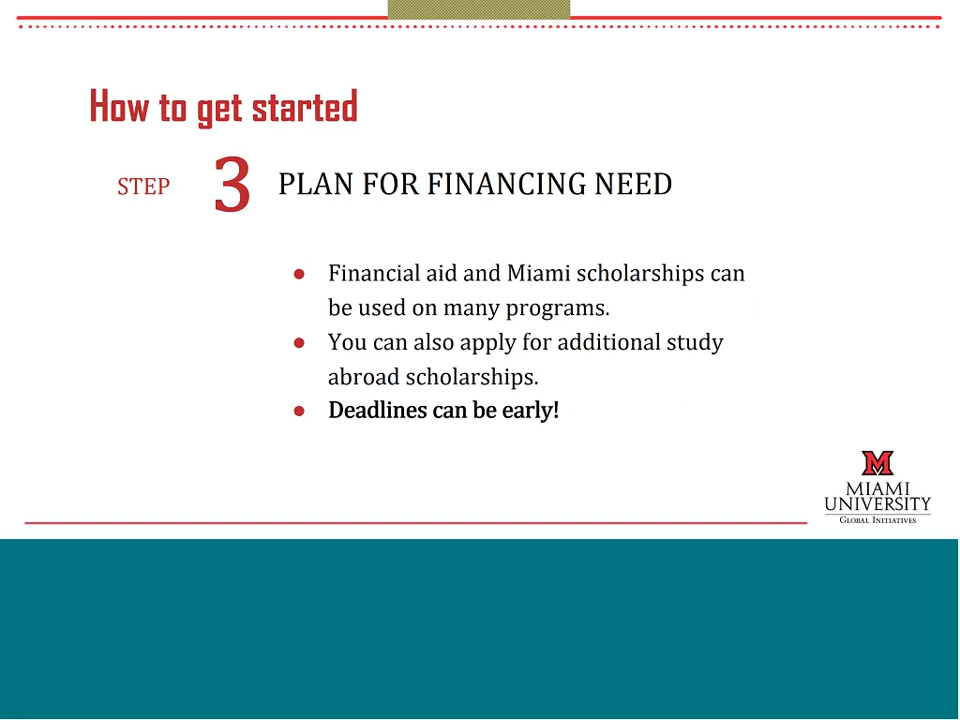 How to get started
STEP 3 PLAN FOR FINANCING NEED
● Financial aid and Miami scholarships can
be used on many programs.
● You can also apply for additional study
abroad scholarships.
● Deadlines can be early!
M
MIAMI
UNIVERSITY
GLOBAL INITIATIVES